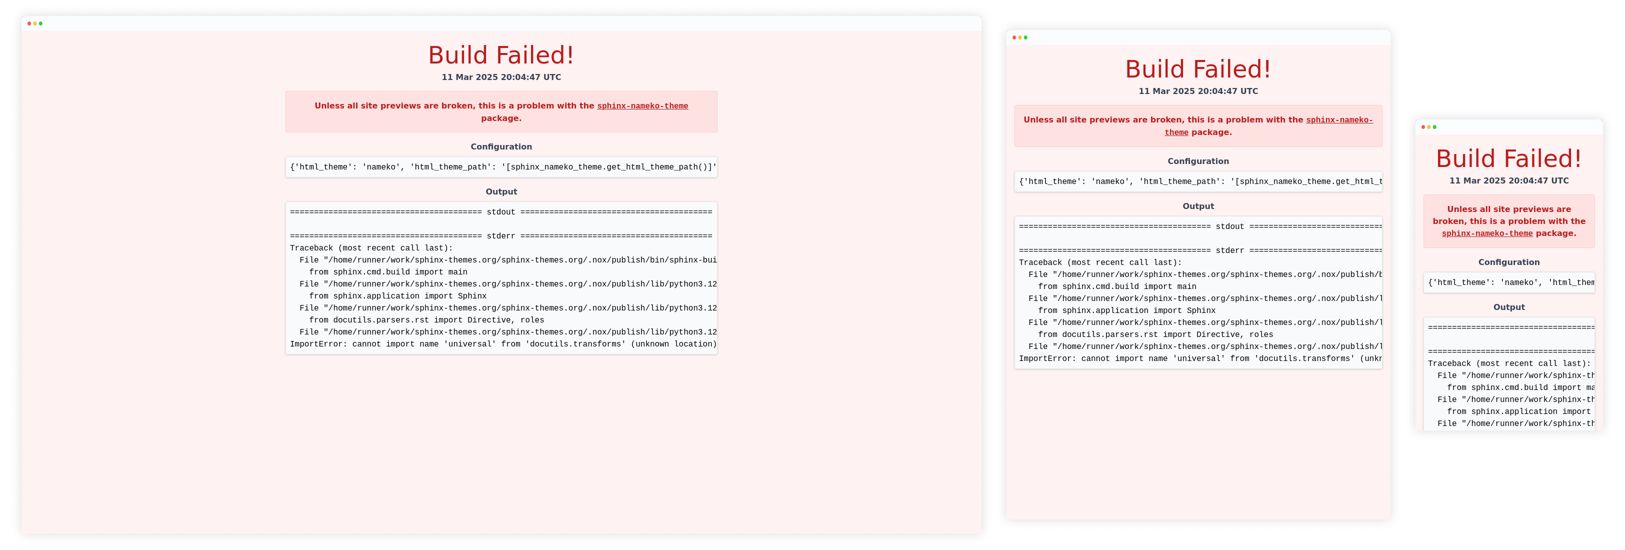 Build Failed!
11 Mar 2025 20:04:47 UTC
Unless all site previews are broken, this is a problem with the sphinx-nameko-theme
package.
Configuration
{'html_theme': 'nameko', 'html_theme_path': '[sphinx_nameko_theme.get_html_theme_path()]'
Output
======================================== stdout ========================================
======================================== stderr ========================================
Traceback (most recent call last):
  File "/home/runner/work/sphinx-themes.org/sphinx-themes.org/.nox/publish/bin/sphinx-bui
    from sphinx.cmd.build import main
  File "/home/runner/work/sphinx-themes.org/sphinx-themes.org/.nox/publish/lib/python3.12
    from sphinx.application import Sphinx
  File "/home/runner/work/sphinx-themes.org/sphinx-themes.org/.nox/publish/lib/python3.12
    from docutils.parsers.rst import Directive, roles
  File "/home/runner/work/sphinx-themes.org/sphinx-themes.org/.nox/publish/lib/python3.12
ImportError: cannot import name 'universal' from 'docutils.transforms' (unknown location)
Build Failed!
11 Mar 2025 20:04:47 UTC
Unless all site previews are broken, this is a problem with the sphinx-nameko-
theme package.
Configuration
{'html_theme': 'nameko', 'html_theme_path': '[sphinx_nameko_theme.get_html_t
Output
======================================== stdout ============================
======================================== stderr ============================
Traceback (most recent call last):
  File "/home/runner/work/sphinx-themes.org/sphinx-themes.org/.nox/publish/b
    from sphinx.cmd.build import main
  File "/home/runner/work/sphinx-themes.org/sphinx-themes.org/.nox/publish/l
    from sphinx.application import Sphinx
  File "/home/runner/work/sphinx-themes.org/sphinx-themes.org/.nox/publish/l
    from docutils.parsers.rst import Directive, roles
  File "/home/runner/work/sphinx-themes.org/sphinx-themes.org/.nox/publish/l
ImportError: cannot import name 'universal' from 'docutils.transforms' (unkn
Build Failed!
11 Mar 2025 20:04:47 UTC
Unless all site previews are
broken, this is a problem with the
sphinx-nameko-theme package.
Configuration
{'html_theme': 'nameko', 'html_them
Output
===================================
===================================
Traceback (most recent call last):
  File "/home/runner/work/sphinx-th
    from sphinx.cmd.build import ma
  File "/home/runner/work/sphinx-th
    from sphinx.application import
  File "/home/runner/work/sphinx-th